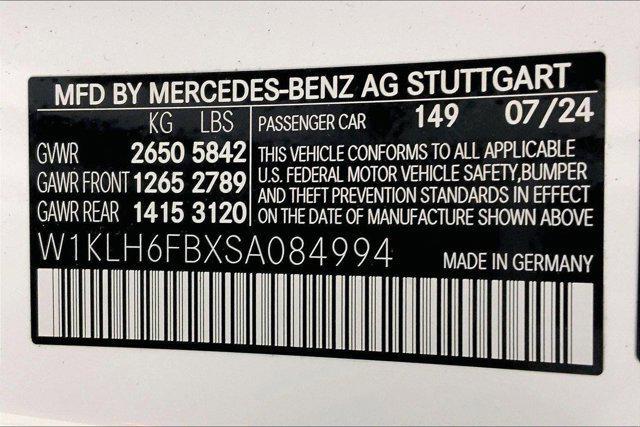 MFD BY MERCEDES-BENZ AG STUTTGART
KG LBS
GVWR 2650 5842
GAWR FRONT 1265 2789
GAWR REAR 1415 3120
PASSENGER CAR 149 07/24
THIS VEHICLE CONFORMS TO ALL APPLICABLE
U.S. FEDERAL MOTOR VEHICLE SAFETY,BUMPER
AND THEFT PREVENTION STANDARDS IN EFFECT
ON THE DATE OF MANUFACTURE SHOWN ABOVE
W1KLH6FBXSA084994
MADE IN GERMANY